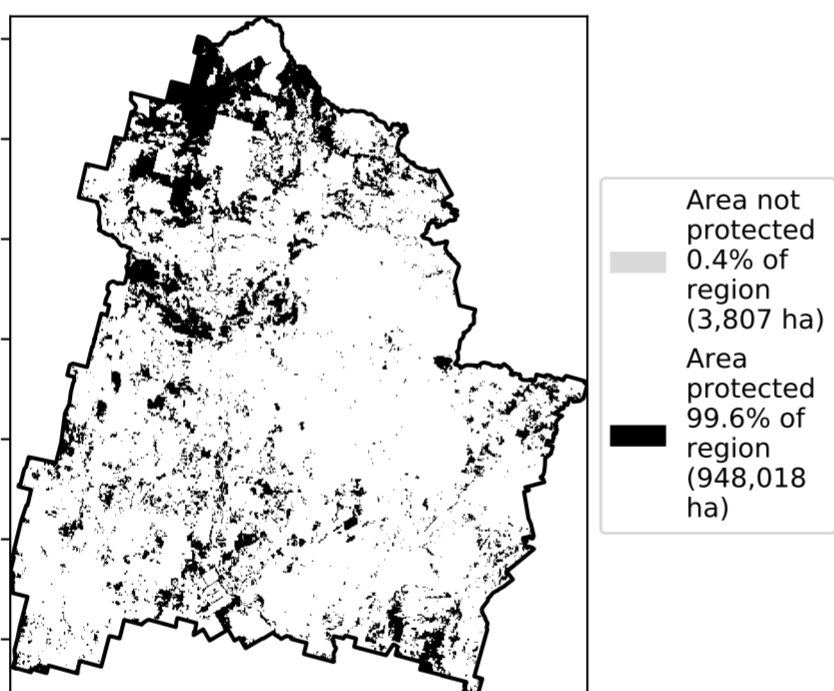 Area not
protected
0.4% of
region
(3,807 ha)
Area
protected
99.6% of
region
(948,018
ha)